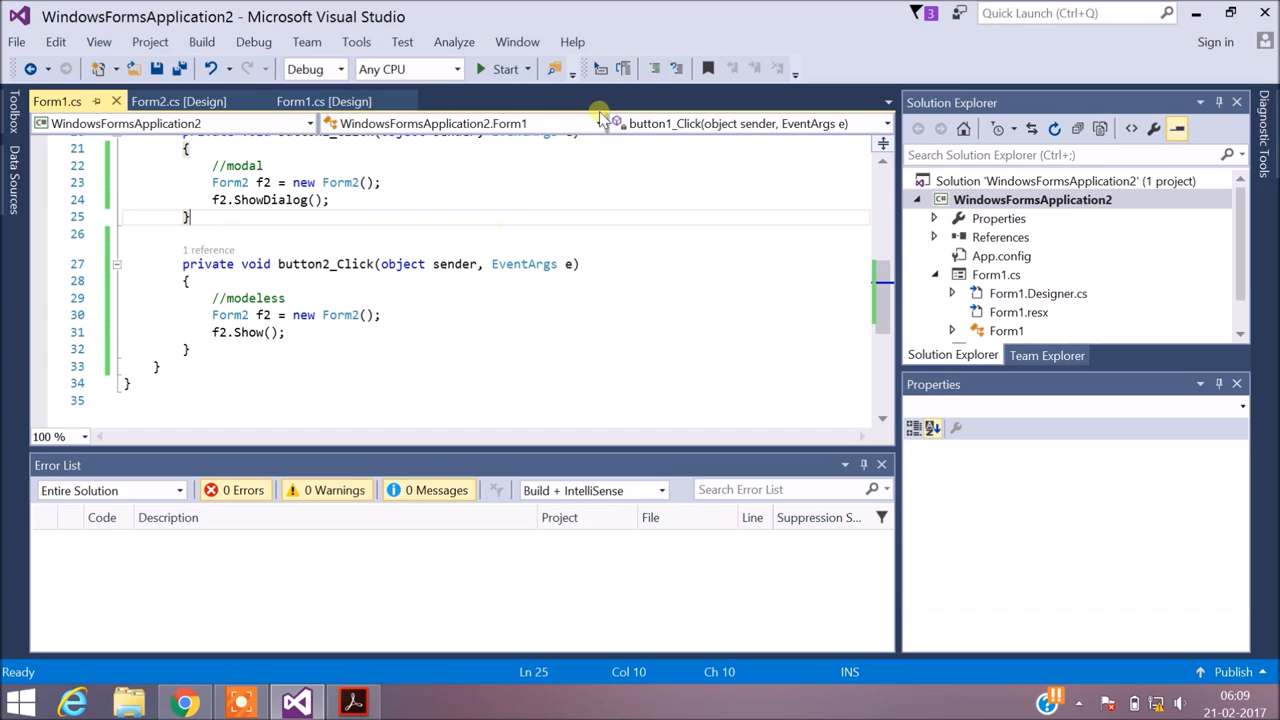 WindowsFormsApplication2 - Microsoft Visual Studio
3
Quick Launch (Ctrl+;)
File Edit View Project Build Debug Team Tools Test Analyze Window Help
Sign in
Debug Any CPU Start
Toolbox
Data Sources
Form1.cs Form2.cs [Design] Form1.cs [Design]
WindowsFormsApplication2 WindowsFormsApplication2.Form1 button1_Click(object sender, EventArgs e)
21 {
22 //modal
23 Form2 f2 = new Form2();
24 f2.ShowDialog();
25 }
26
1 reference
27 private void button2_Click(object sender, EventArgs e)
28 {
29 //modeless
30 Form2 f2 = new Form2();
31 f2.Show();
32 }
33 }
34 }
35
100 %
Error List
Entire Solution 0 Errors 0 Warnings 0 Messages Build + IntelliSense Search Error List
Code Description Project File Line Suppression S...
Solution Explorer
Search Solution Explorer (Ctrl+;)
Solution 'WindowsFormsApplication2' (1 project)
WindowsFormsApplication2
Properties
References
App.config
Form1.cs
Form1.Designer.cs
Form1.resx
Form1
Solution Explorer Team Explorer
Properties
Diagnostic Tools
Ready Ln 25 Col 10 Ch 10 INS Publish
06:09
21-02-2017